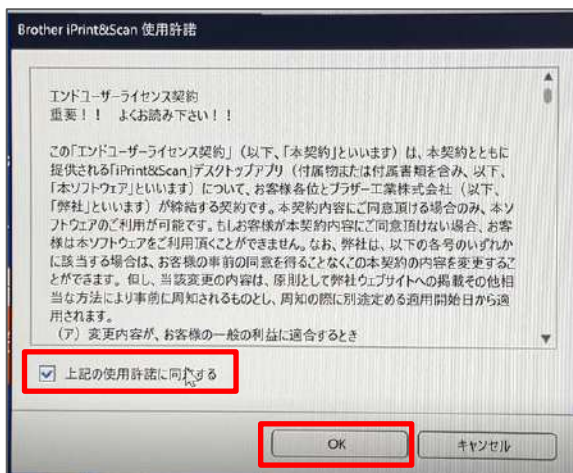 Brother iPrint&Scan 使用許諾
エンドユーザーライセンス契約
重要！！ よくお読み下さい！！
この「エンドユーザーライセンス契約」（以下、「本契約」といいます）は、本契約とともに
提供される「iPrint&Scan」デスクトップアプリ（付属物または付属書類を含み、以下、
「本ソフトウェア」といいます）について、お客様各位とブラザー工業株式会社（以下、
「弊社」といいます）が締結する契約です。本契約内容にご同意頂ける場合のみ、本ソ
フトウェアのご利用が可能です。もしお客様が本契約内容にご同意頂けない場合、お客
様は本ソフトウェアをご利用頂くことができません。なお、弊社は、以下の各号のいずれか
に該当する場合は、お客様の事前の同意を得ることなくこの本契約の内容を変更するこ
とができます。但し、当該変更の内容は、原則として弊社ウェブサイトへの掲載その他相
当な方法により事前に周知されるものとし、周知の際に別途定める適用開始日から適
用されます。
（ア）変更内容が、お客様の一般の利益に適合するとき
上記の使用許諾に同意する
OK
キャンセル